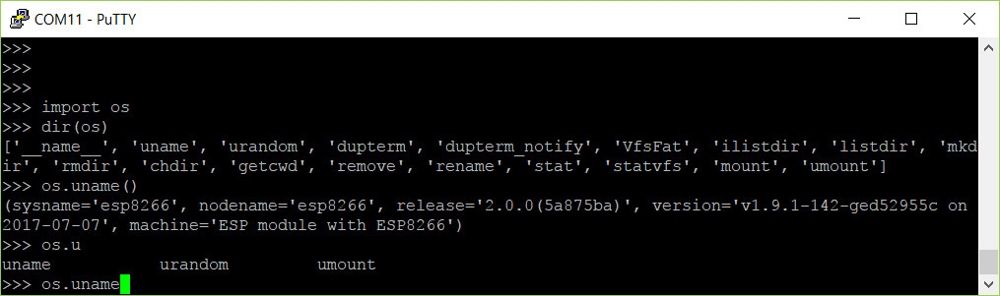 COM11 - PuTTY
>>>
>>>
>>>
>>> import os
>>> dir(os)
['__name__', 'uname', 'urandom', 'dupterm', 'dupterm_notify', 'VfsFat', 'ilistdir', 'listdir', 'mkd
ir', 'rmdir', 'chdir', 'getcwd', 'remove', 'rename', 'stat', 'statvfs', 'mount', 'umount']
>>> os.uname()
(sysname='esp8266', nodename='esp8266', release='2.0.0(5a875ba)', version='v1.9.1-142-ged52955c on
2017-07-07', machine='ESP module with ESP8266')
>>> os.u
uname           urandom         umount
>>> os.uname